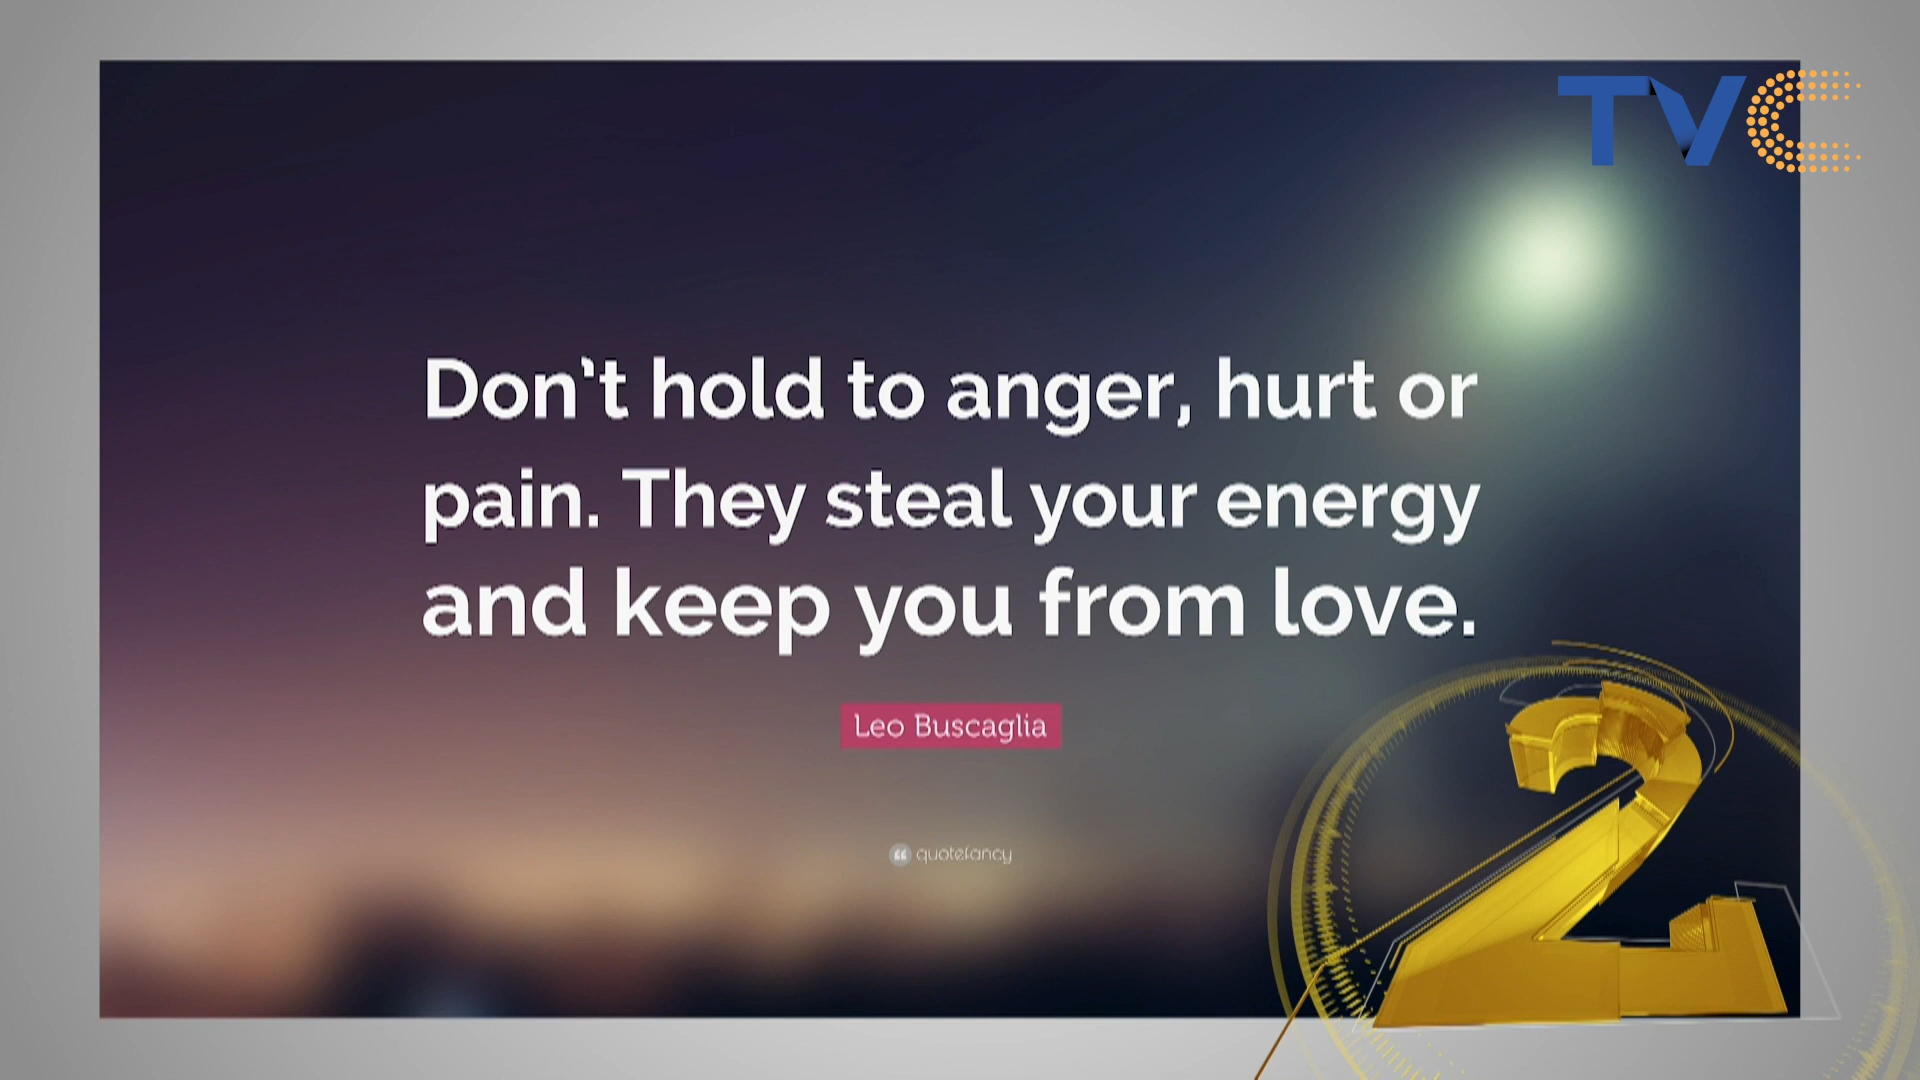 TVC
Don’t hold to anger, hurt or
pain. They steal your energy
and keep you from love.
Leo Buscaglia
quotefancy
2